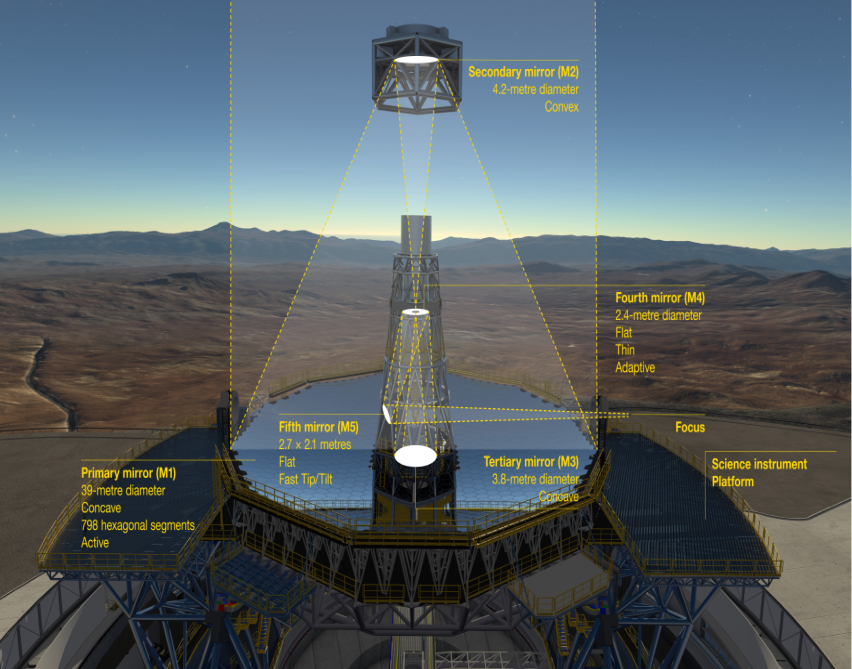 Secondary mirror (M2)
4.2-metre diameter
Convex
Fourth mirror (M4)
2.4-metre diameter
Flat
Thin
Adaptive
Fifth mirror (M5)
2.7 × 2.1 metres
Flat
Fast Tip/Tilt
Focus
Tertiary mirror (M3)
3.8-metre diameter
Concave
Science instrument
Platform
Primary mirror (M1)
39-metre diameter
Concave
798 hexagonal segments
Active